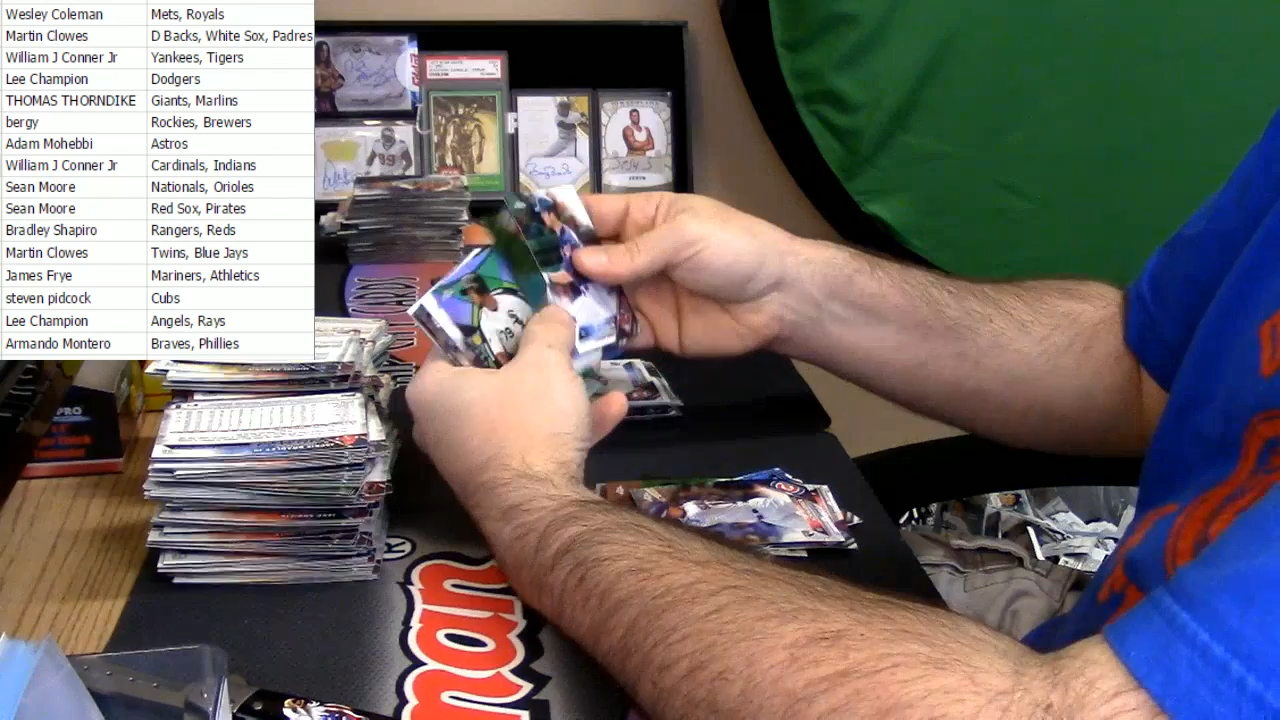 Wesley Coleman Mets, Royals
Martin Clowes D Backs, White Sox, Padres
William J Conner Jr Yankees, Tigers
Lee Champion Dodgers
THOMAS THORNDIKE Giants, Marlins
bergy Rockies, Brewers
Adam Mohebbi Astros
William J Conner Jr Cardinals, Indians
Sean Moore Nationals, Orioles
Sean Moore Red Sox, Pirates
Bradley Shapiro Rangers, Reds
Martin Clowes Twins, Blue Jays
James Frye Mariners, Athletics
steven pidcock Cubs
Lee Champion Angels, Rays
Armando Montero Braves, Phillies
PRO
man